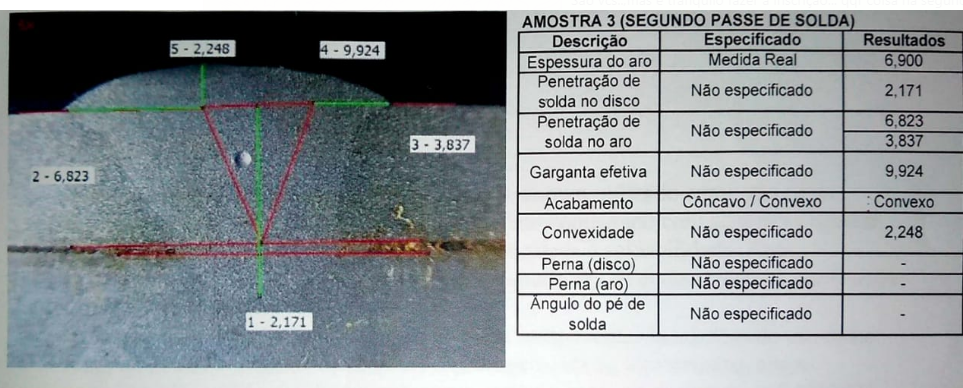 5 - 2,248
4 - 9,924
3 - 3,837
2 - 6,823
1 - 2,171
AMOSTRA 3 (SEGUNDO PASSE DE SOLDA)
Descrição Especificado Resultados
Espessura do aro Medida Real 6,900
Penetração de
solda no disco Não especificado 2,171
Penetração de
solda no aro Não especificado 6,823
3,837
Garganta efetiva Não especificado 9,924
Acabamento Côncavo / Convexo Convexo
Convexidade Não especificado 2,248
Perna (disco) Não especificado -
Perna (aro) Não especificado -
Ângulo do pé de
solda Não especificado -